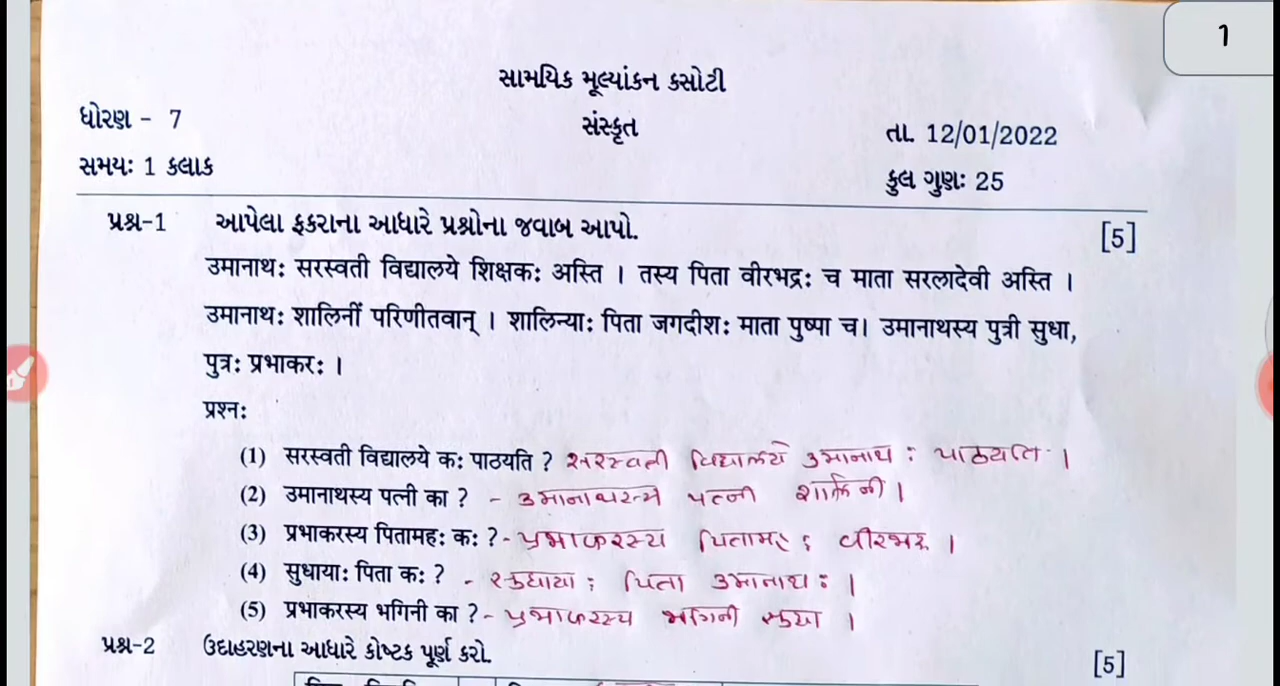 1
સામયિક મૂલ્યાંકન કસોટી
ધોરણ - 7 સંસ્કૃત તા. 12/01/2022
સમયઃ 1 કલાક કુલ ગુણઃ 25
પ્રશ્ન-1 આપેલા ફકરાના આધારે પ્રશ્નોના જવાબ આપો. [5]
उमानाथः सरस्वती विद्यालये शिक्षकः अस्ति । तस्य पिता वीरभद्रः च माता सरलादेवी अस्ति ।
उमानाथः शालिनीं परिणीतवान् । शालिन्याः पिता जगदीशः माता पुष्पा च। उमानाथस्य पुत्री सुधा,
पुत्रः प्रभाकरः ।
प्रश्नः
(1) सरस्वती विद्यालये कः पाठयति ? सरस्वती विद्यालये उमानाथः पाठयति ।
(2) उमानाथस्य पत्नी का ? - उमानाथस्य पत्नी शालिनी ।
(3) प्रभाकरस्य पितामहः कः ? - प्रभाकरस्य पितामहः वीरभद्र ।
(4) सुधायाः पिता कः ? - सुधायाः पिता उमानाथः ।
(5) प्रभाकरस्य भगिनी का ? - प्रभाकरस्य भगिनी सुधा ।
પ્રશ્ન-2 ઉદાહરણના આધારે કોષ્ટક પૂર્ણ કરો. [5]